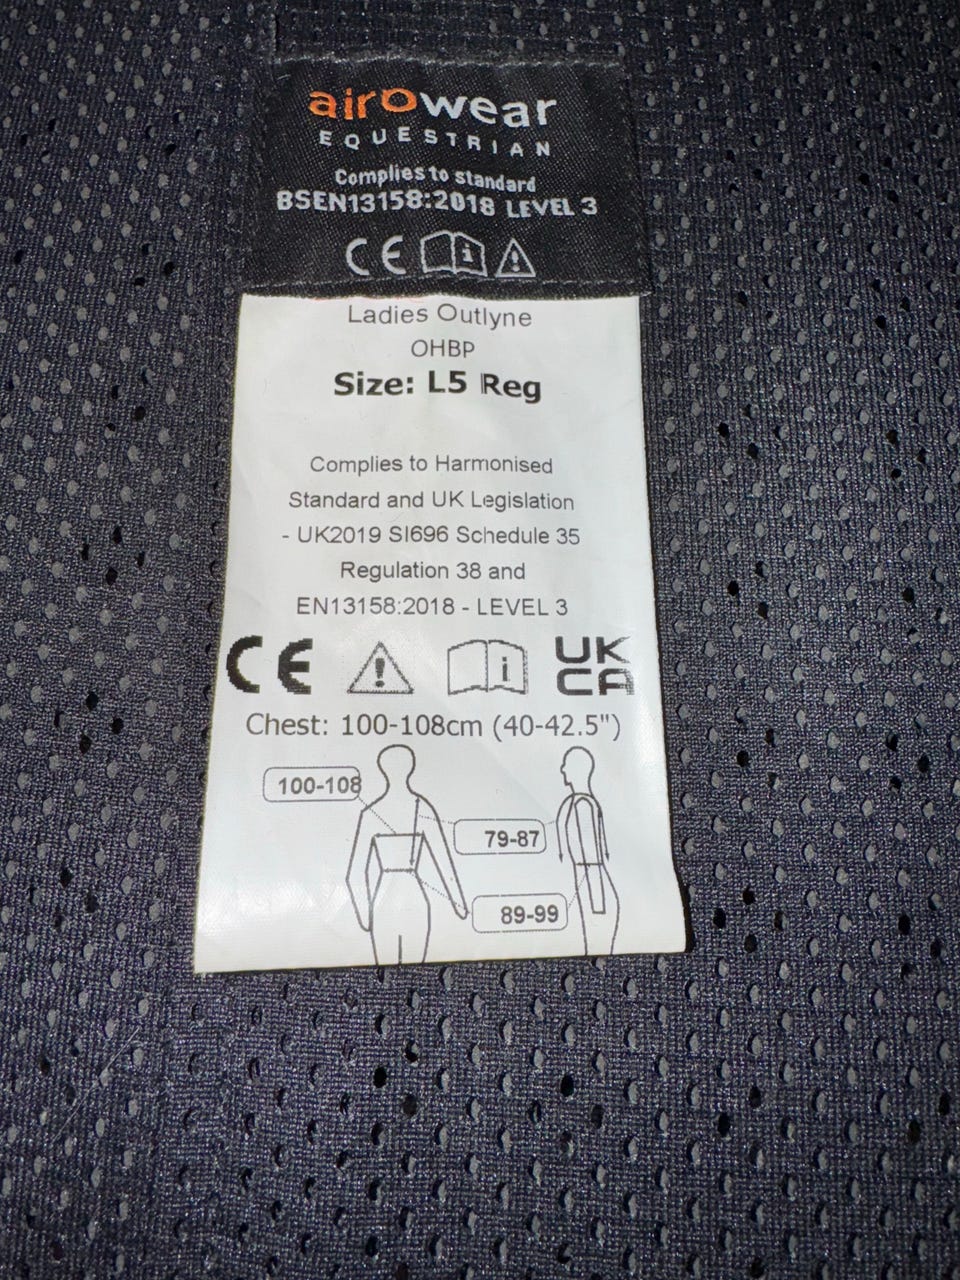 airowear
EQUESTRIAN
Complies to standard
BSEN13158:2018 LEVEL 3
CE i !
Ladies Outlyne
OHBP
Size: L5 Reg
Complies to Harmonised
Standard and UK Legislation
- UK2019 SI696 Schedule 35
Regulation 38 and
EN13158:2018 - LEVEL 3
CE ! i UK
CA
Chest: 100-108cm (40-42.5")
100-108
79-87
89-99